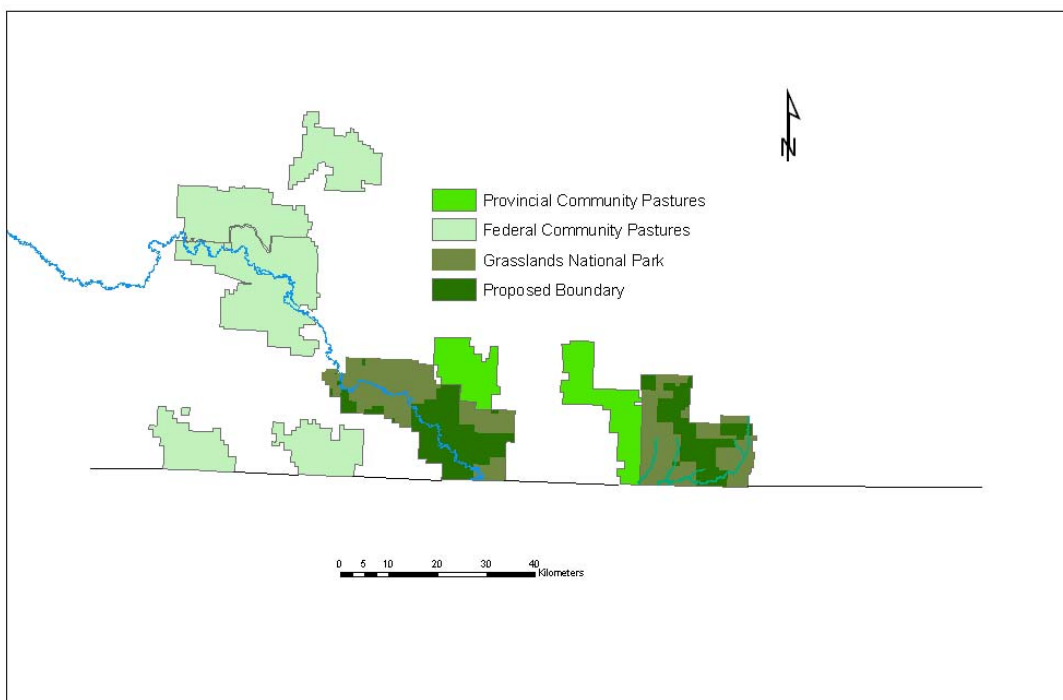 N
Provincial Community Pastures
Federal Community Pastures
Grasslands National Park
Proposed Boundary
0 5 10 20 30 40
Kilometers